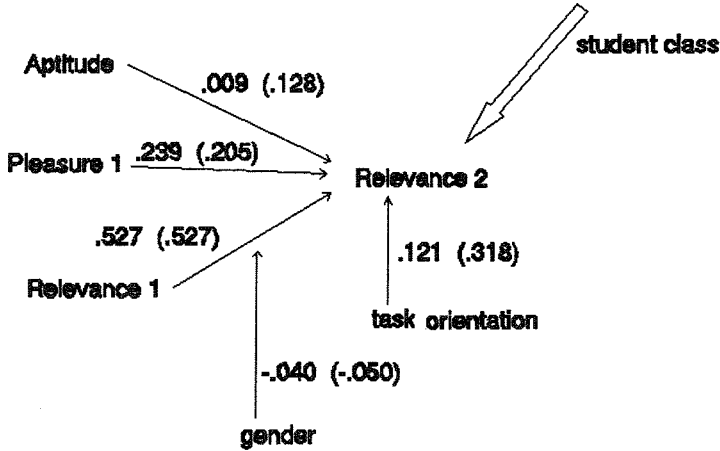 student class
Aptitude
.009 (.128)
Pleasure 1
.239 (.205)
Relevance 2
.527 (.527)
.121 (.318)
Relevance 1
task orientation
-.040 (-.050)
gender